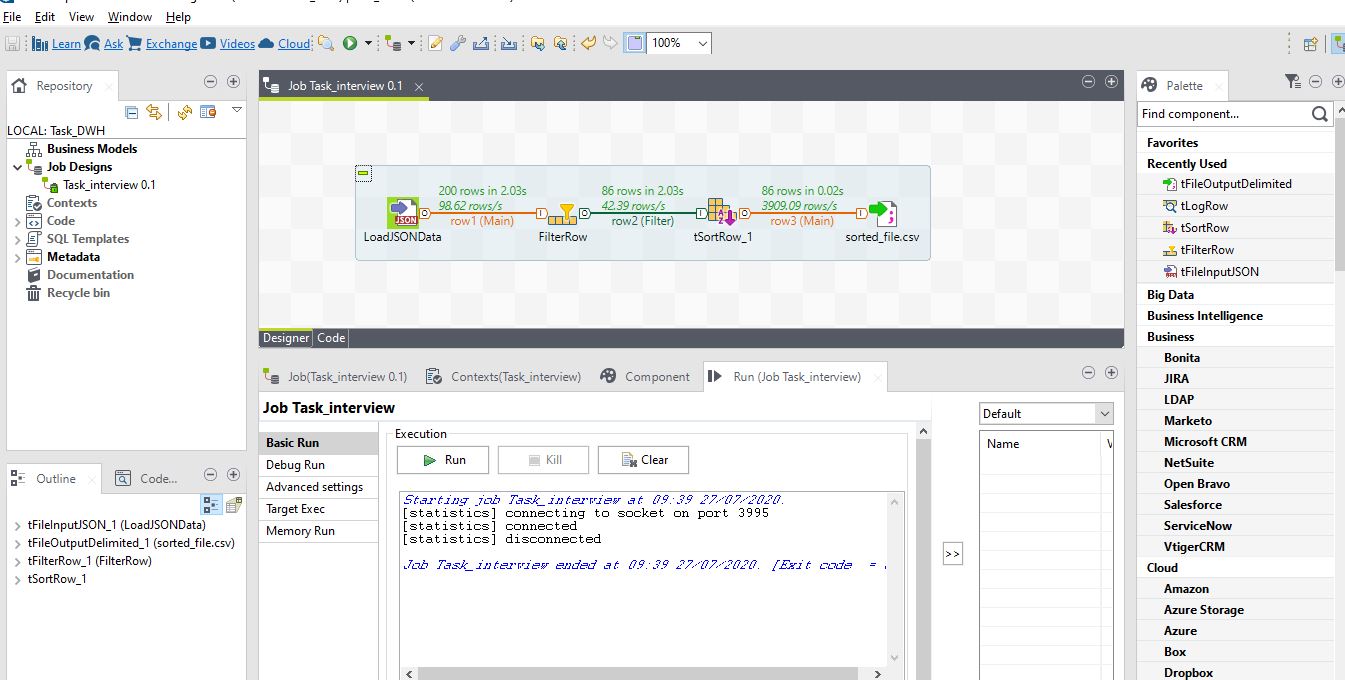 File Edit View Window Help
Learn Ask Exchange Videos Cloud 100%
Repository
LOCAL: Task_DWH
Business Models
Job Designs
Task_interview 0.1
Contexts
Code
SQL Templates
Metadata
Documentation
Recycle bin
Outline Code...
tFileInputJSON_1 (LoadJSONData)
tFileOutputDelimited_1 (sorted_file.csv)
tFilterRow_1 (FilterRow)
tSortRow_1
Job Task_interview 0.1
200 rows in 2.03s
98.62 rows/s
row1 (Main)
86 rows in 2.03s
42.39 rows/s
row2 (Filter)
86 rows in 0.02s
3909.09 rows/s
row3 (Main)
JSON
LoadJSONData
FilterRow
tSortRow_1
sorted_file.csv
Designer Code
Job(Task_interview 0.1) Contexts(Task_interview) Component Run (Job Task_interview)
Job Task_interview
Basic Run
Debug Run
Advanced settings
Target Exec
Memory Run
Execution
Run Kill Clear
Starting job Task_interview at 09:39 27/07/2020.
[statistics] connecting to socket on port 3995
[statistics] connected
[statistics] disconnected
Job Task_interview ended at 09:39 27/07/2020. [Exit code =
>>
Default
Name
Palette
Find component...
Favorites
Recently Used
tFileOutputDelimited
tLogRow
tSortRow
tFilterRow
tFileInputJSON
Big Data
Business Intelligence
Business
Bonita
JIRA
LDAP
Marketo
Microsoft CRM
NetSuite
Open Bravo
Salesforce
ServiceNow
VtigerCRM
Cloud
Amazon
Azure Storage
Azure
Box
Dropbox